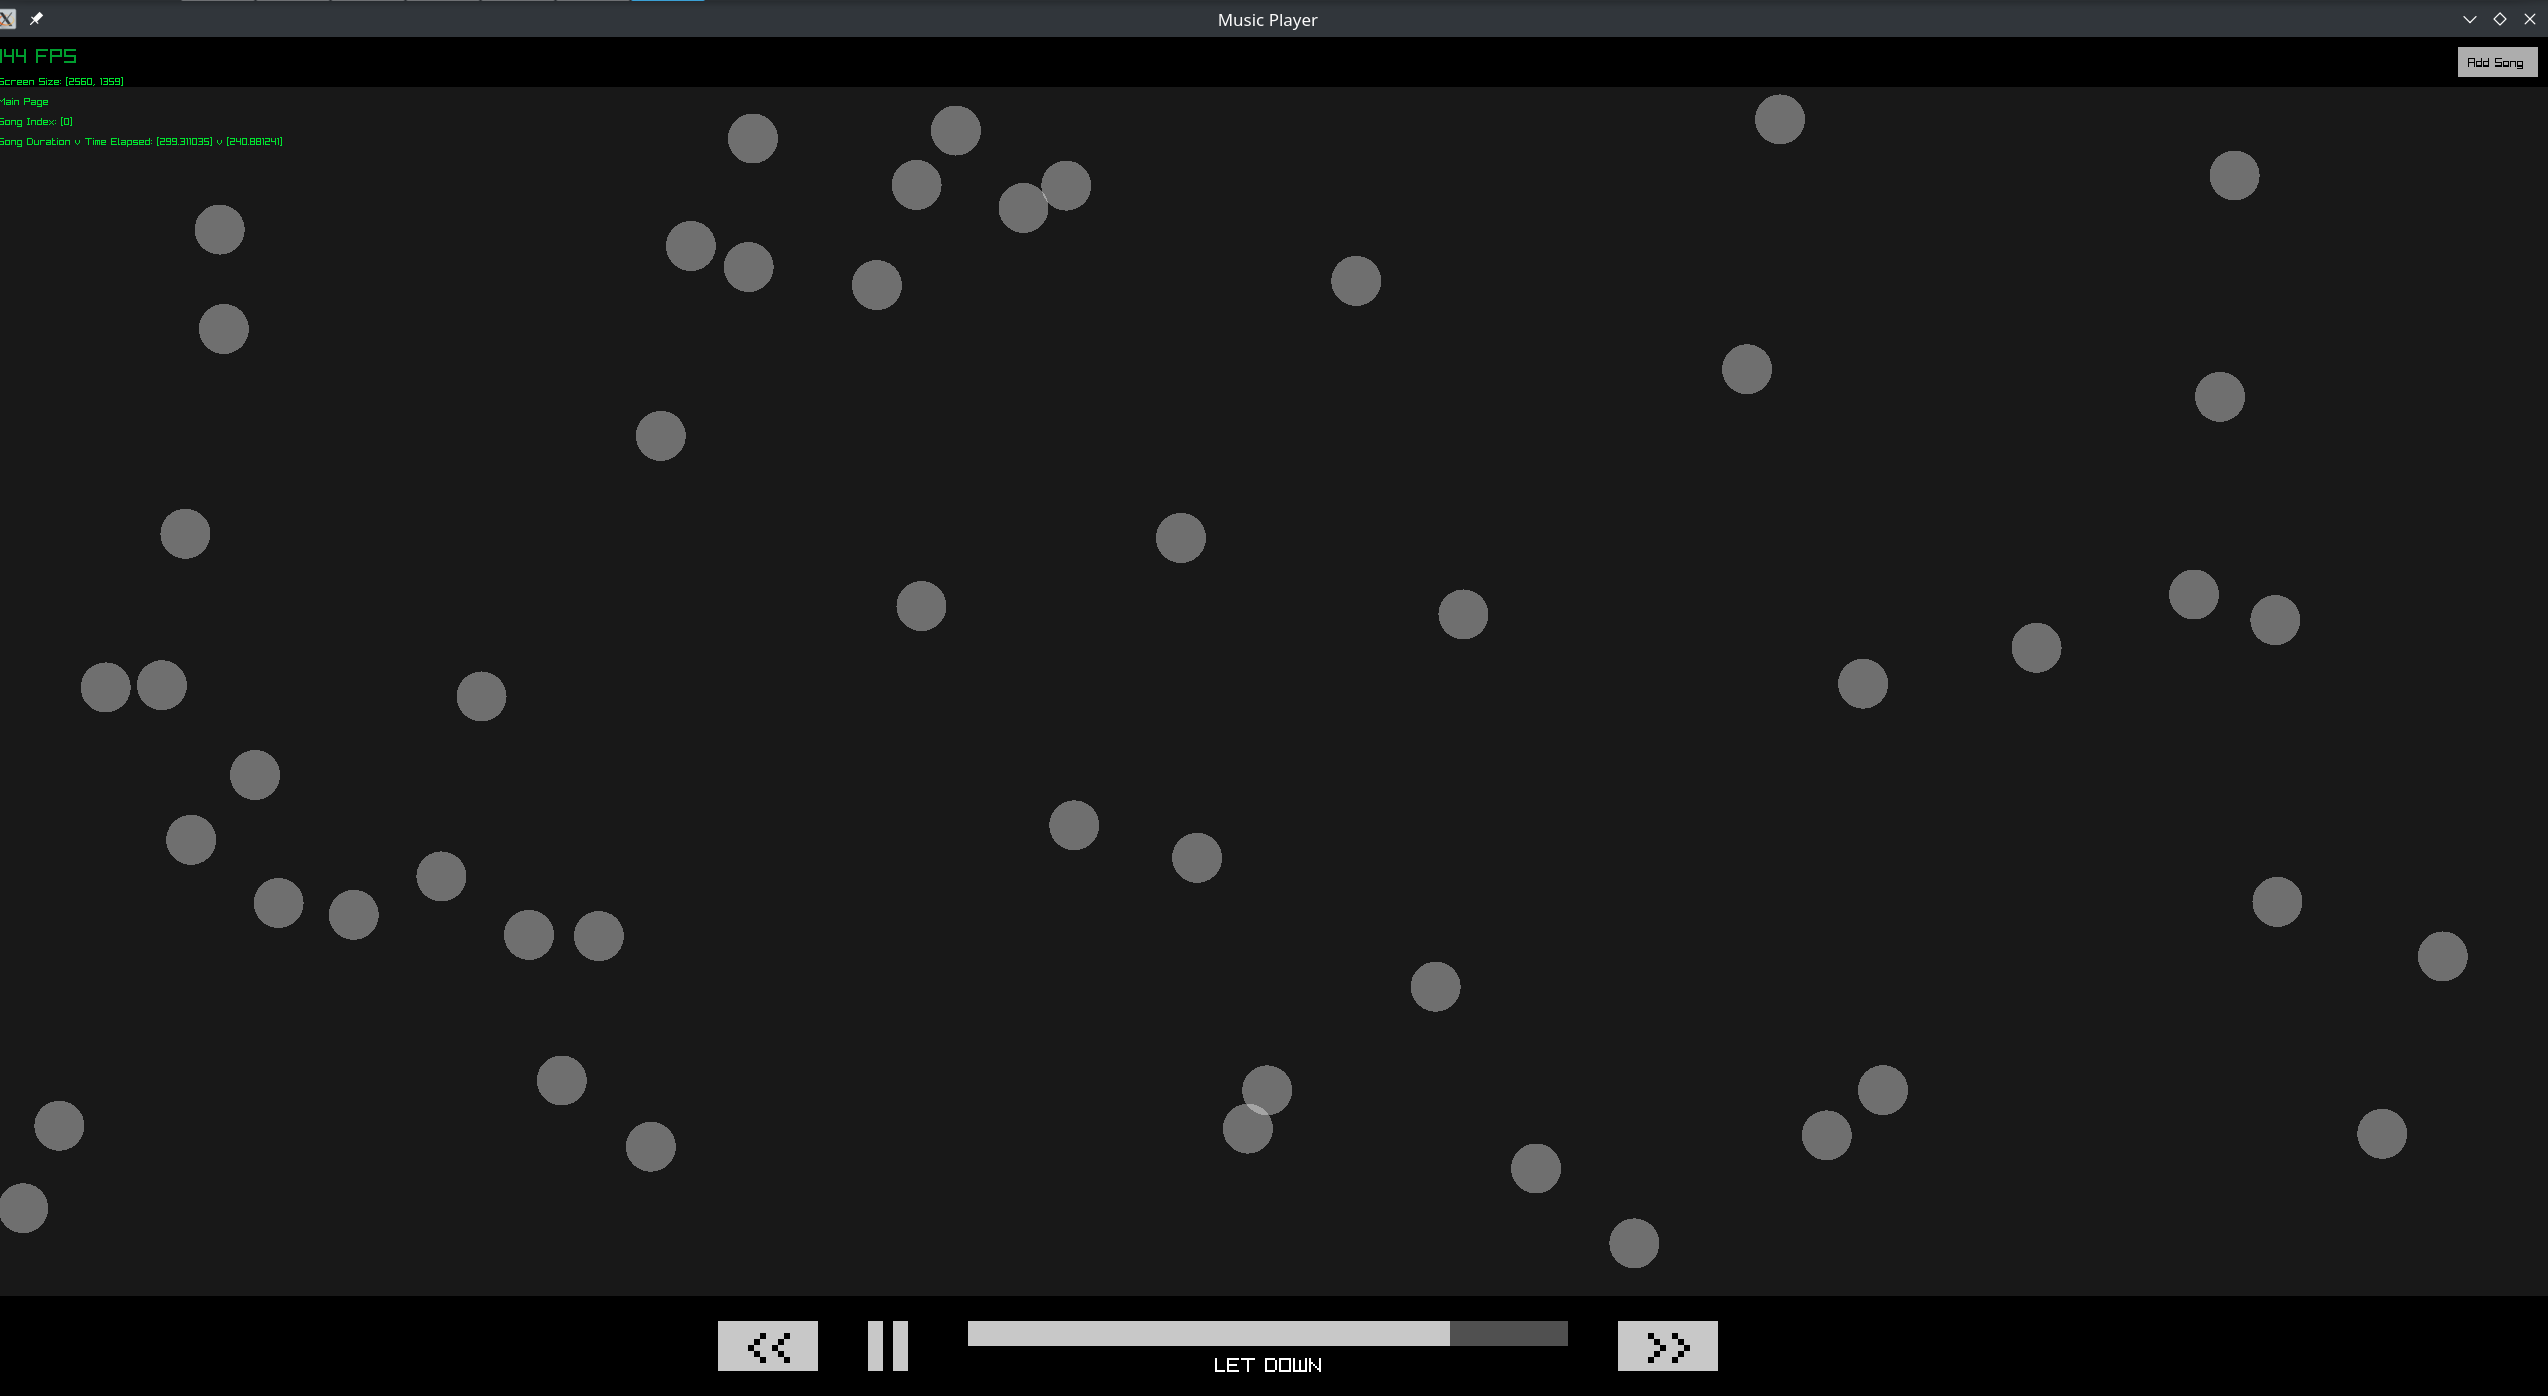 Music Player
144 FPS
Add Song
Screen Size: [2560, 1359]
Main Page
Song Index: [0]
Song Duration v Time Elapsed: [299.311035] v [240.881241]
<< >>
LET DOWN